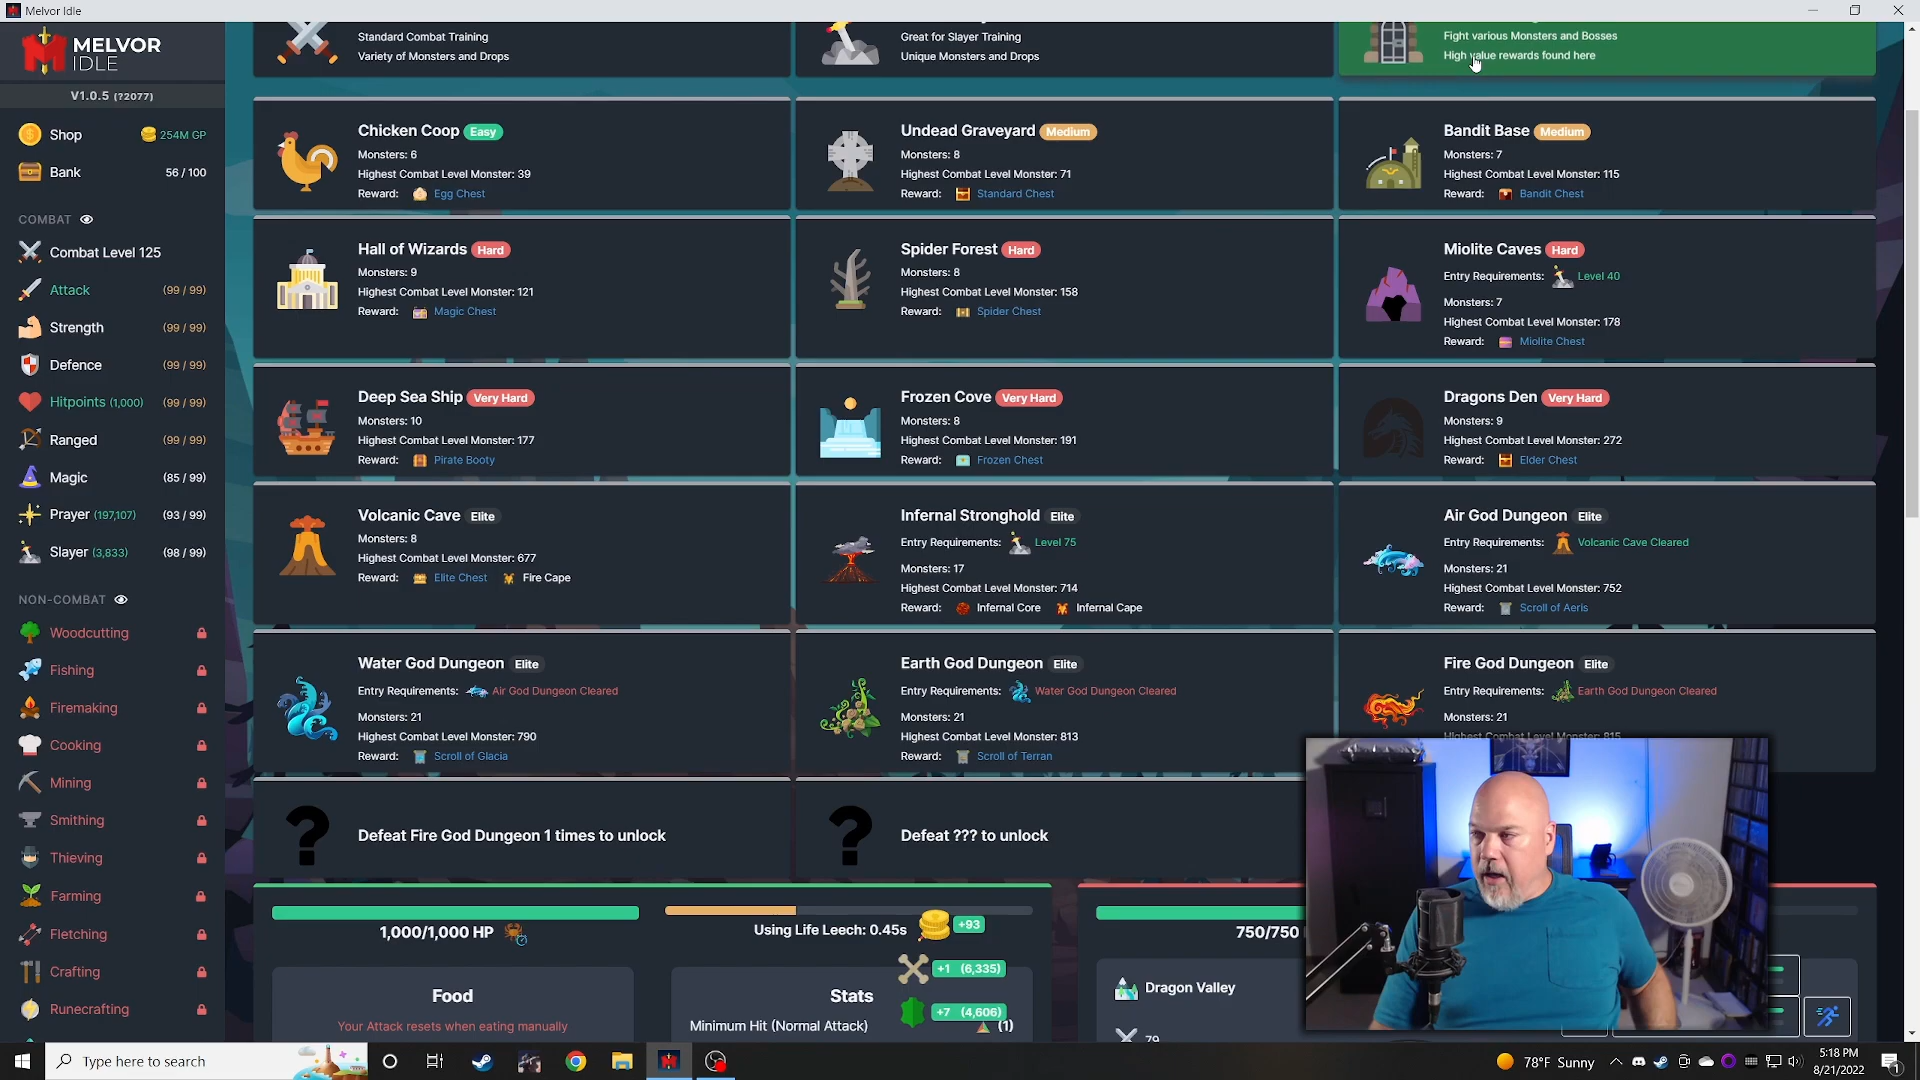 Melvor Idle
MELVOR
IDLE
V1.0.5 (?2077)
Shop
254M GP
Bank
56 / 100
COMBAT
Combat Level 125
Attack
(99 / 99)
Strength
(99 / 99)
Defence
(99 / 99)
Hitpoints (1,000)
(99 / 99)
Ranged
(99 / 99)
Magic
(85 / 99)
Prayer (197,107)
(93 / 99)
Slayer (3,833)
(98 / 99)
NON-COMBAT
Woodcutting
Fishing
Firemaking
Cooking
Mining
Smithing
Thieving
Farming
Fletching
Crafting
Runecrafting
Standard Combat Training
Variety of Monsters and Drops
Great for Slayer Training
Unique Monsters and Drops
Fight various Monsters and Bosses
High value rewards found here
Chicken Coop Easy
Monsters: 6
Highest Combat Level Monster: 39
Reward: Egg Chest
Undead Graveyard Medium
Monsters: 8
Highest Combat Level Monster: 71
Reward: Standard Chest
Bandit Base Medium
Monsters: 7
Highest Combat Level Monster: 115
Reward: Bandit Chest
Hall of Wizards Hard
Monsters: 9
Highest Combat Level Monster: 121
Reward: Magic Chest
Spider Forest Hard
Monsters: 8
Highest Combat Level Monster: 158
Reward: Spider Chest
Miolite Caves Hard
Entry Requirements: Level 40
Monsters: 7
Highest Combat Level Monster: 178
Reward: Miolite Chest
Deep Sea Ship Very Hard
Monsters: 10
Highest Combat Level Monster: 177
Reward: Pirate Booty
Frozen Cove Very Hard
Monsters: 8
Highest Combat Level Monster: 191
Reward: Frozen Chest
Dragons Den Very Hard
Monsters: 9
Highest Combat Level Monster: 272
Reward: Elder Chest
Volcanic Cave Elite
Monsters: 8
Highest Combat Level Monster: 677
Reward: Elite Chest Fire Cape
Infernal Stronghold Elite
Entry Requirements: Level 75
Monsters: 17
Highest Combat Level Monster: 714
Reward: Infernal Core Infernal Cape
Air God Dungeon Elite
Entry Requirements: Volcanic Cave Cleared
Monsters: 21
Highest Combat Level Monster: 752
Reward: Scroll of Aeris
Water God Dungeon Elite
Entry Requirements: Air God Dungeon Cleared
Monsters: 21
Highest Combat Level Monster: 790
Reward: Scroll of Glacia
Earth God Dungeon Elite
Entry Requirements: Water God Dungeon Cleared
Monsters: 21
Highest Combat Level Monster: 813
Reward: Scroll of Terran
Fire God Dungeon Elite
Entry Requirements: Earth God Dungeon Cleared
Monsters: 21
Highest Combat Level Monster: 815
? Defeat Fire God Dungeon 1 times to unlock
? Defeat ??? to unlock
1,000/1,000 HP
Using Life Leech: 0.45s
+93
+1 (6,335)
+7 (4,606)
(1)
Food
Your Attack resets when eating manually
Stats
Minimum Hit (Normal Attack)
750/750
Dragon Valley
79
Type here to search
78°F Sunny
5:18 PM
8/21/2022
1